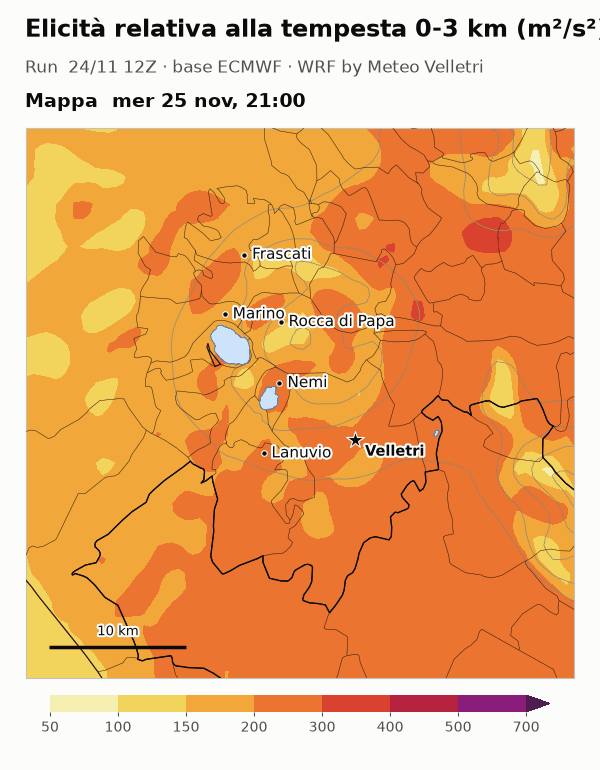 Elicità relativa alla tempesta 0-3 km (m²/s²)
Run 24/11 12Z · base ECMWF · WRF by Meteo Velletri
Mappa mer 25 nov, 21:00
Frascati
Marino
Rocca di Papa
Nemi
Velletri
Lanuvio
10 km
50 100 150 200 300 400 500 700